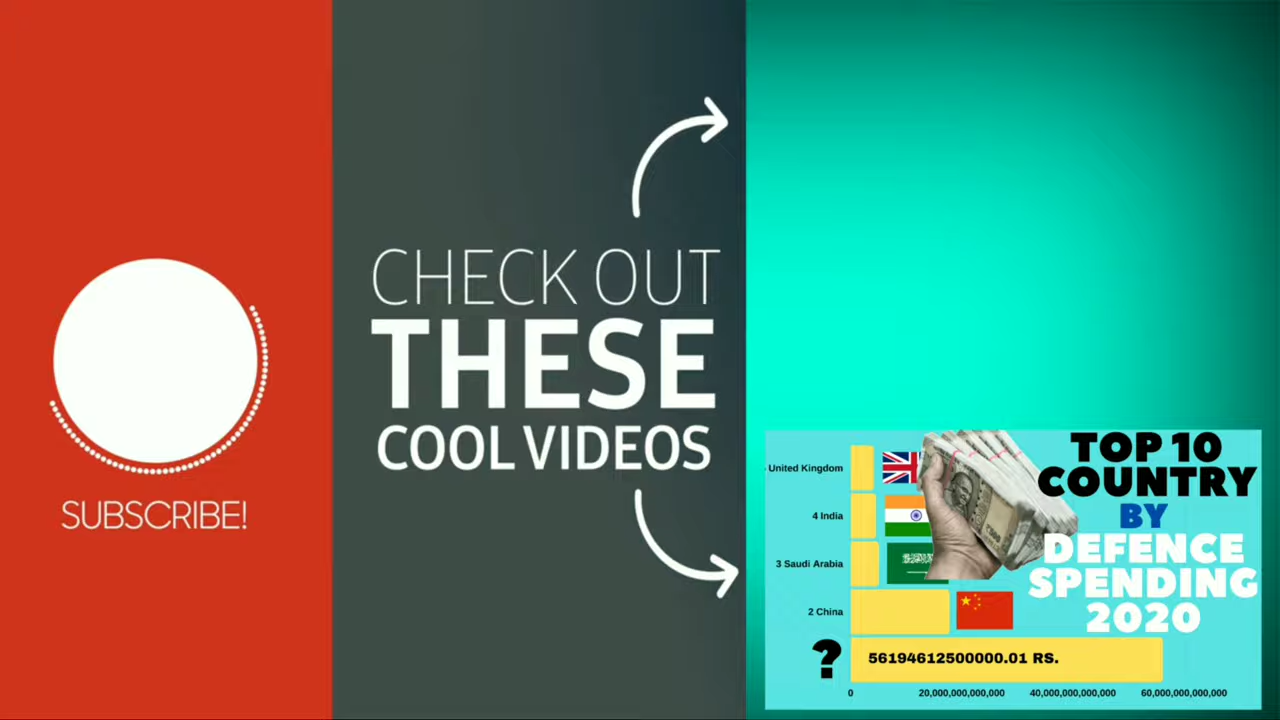 SUBSCRIBE!
CHECK OUT
THESE
COOL VIDEOS
TOP 10
COUNTRY
BY
DEFENCE
SPENDING
2020
United Kingdom
4 India
3 Saudi Arabia
2 China
?
56194612500000.01 RS.
0
20,000,000,000,000
40,000,000,000,000
60,000,000,000,000